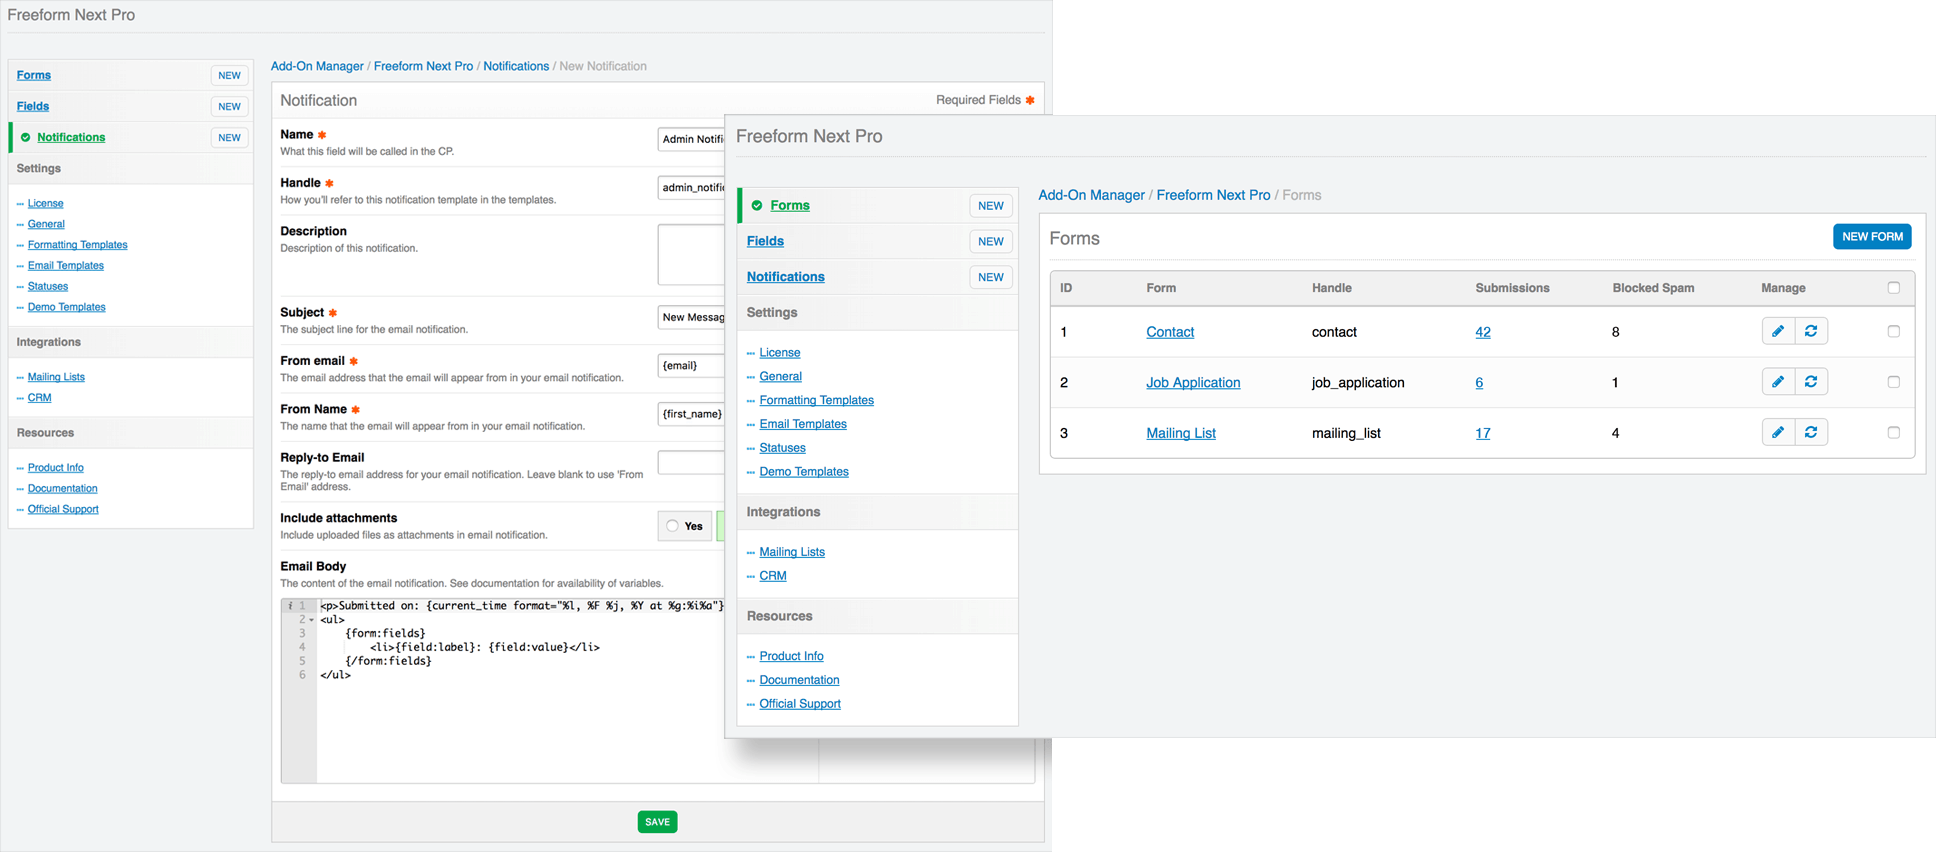 Freeform Next Pro
Forms NEW
Fields NEW
Notifications NEW
Settings
License
General
Formatting Templates
Email Templates
Statuses
Demo Templates
Integrations
Mailing Lists
CRM
Resources
Product Info
Documentation
Official Support
Add-On Manager / Freeform Next Pro / Notifications / New Notification
Notification Required Fields *
Name *
What this field will be called in the CP.
Admin Notifi
Handle *
How you'll refer to this notification template in the templates.
admin_notific
Description
Description of this notification.
Subject *
The subject line for the email notification.
New Messag
From email *
The email address that the email will appear from in your email notification.
{email}
From Name *
The name that the email will appear from in your email notification.
{first_name}
Reply-to Email
The reply-to email address for your email notification. Leave blank to use 'From
Email' address.
Include attachments
Include uploaded files as attachments in email notification.
Yes
Email Body
The content of the email notification. See documentation for availability of variables.
i 1 <p>Submitted on: {current_time format="%l, %F %j, %Y at %g:%i%a"}
2 <ul>
3 {form:fields}
4 <li>{field:label}: {field:value}</li>
5 {/form:fields}
6 </ul>
SAVE
Freeform Next Pro
Forms NEW
Fields NEW
Notifications NEW
Settings
License
General
Formatting Templates
Email Templates
Statuses
Demo Templates
Integrations
Mailing Lists
CRM
Resources
Product Info
Documentation
Official Support
Add-On Manager / Freeform Next Pro / Forms
Forms NEW FORM
ID Form Handle Submissions Blocked Spam Manage
1 Contact contact 42 8
2 Job Application job_application 6 1
3 Mailing List mailing_list 17 4